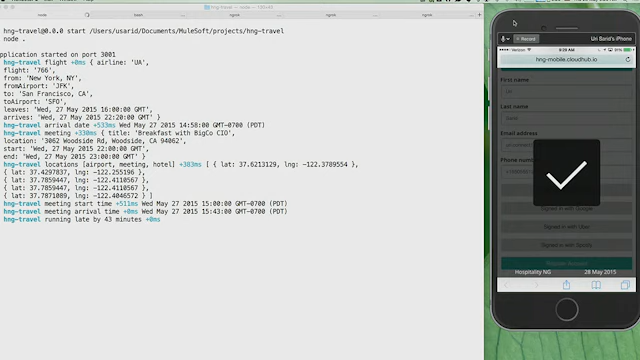 hng-travel@0.0.0 start /Users/usarid/Documents/MuleSoft/projects/hng-travel
node .
pplication started on port 3001
hng-travel flight +0ms { airline: 'UA',
flight: '766',
from: 'New York, NY',
fromAirport: 'JFK',
to: 'San Francisco, CA',
toAirport: 'SFO',
leaves: 'Wed, 27 May 2015 16:00:00 GMT',
arrives: 'Wed, 27 May 2015 22:20:00 GMT' }
hng-travel arrival date +533ms Wed May 27 2015 14:58:00 GMT-0700 (PDT)
hng-travel meeting +330ms { title: 'Breakfast with BigCo CIO',
location: '3062 Woodside Rd, Woodside, CA 94062',
start: 'Wed, 27 May 2015 22:00:00 GMT',
end: 'Wed, 27 May 2015 23:00:00 GMT' }
hng-travel locations [airport, meeting, hotel] +383ms [ { lat: 37.6213129, lng: -122.3789554 },
{ lat: 37.4297837, lng: -122.255196 },
{ lat: 37.7859447, lng: -122.4110567 },
{ lat: 37.7859447, lng: -122.4110567 },
{ lat: 37.7871089, lng: -122.4046572 } ]
hng-travel meeting start time +511ms Wed May 27 2015 15:00:00 GMT-0700 (PDT)
hng-travel meeting arrival time +0ms Wed May 27 2015 15:43:00 GMT-0700 (PDT)
hng-travel running late by 43 minutes +0ms
Record
Uri Sarid's iPhone
Verizon
9:29 AM
hng-mobile.cloudhub.io
First name
Last name
Email address
Phone num
Signed in with Google
Signed in with Uber
Signed in with Spotify
Register Account
Hospitality NG
28 May 2015